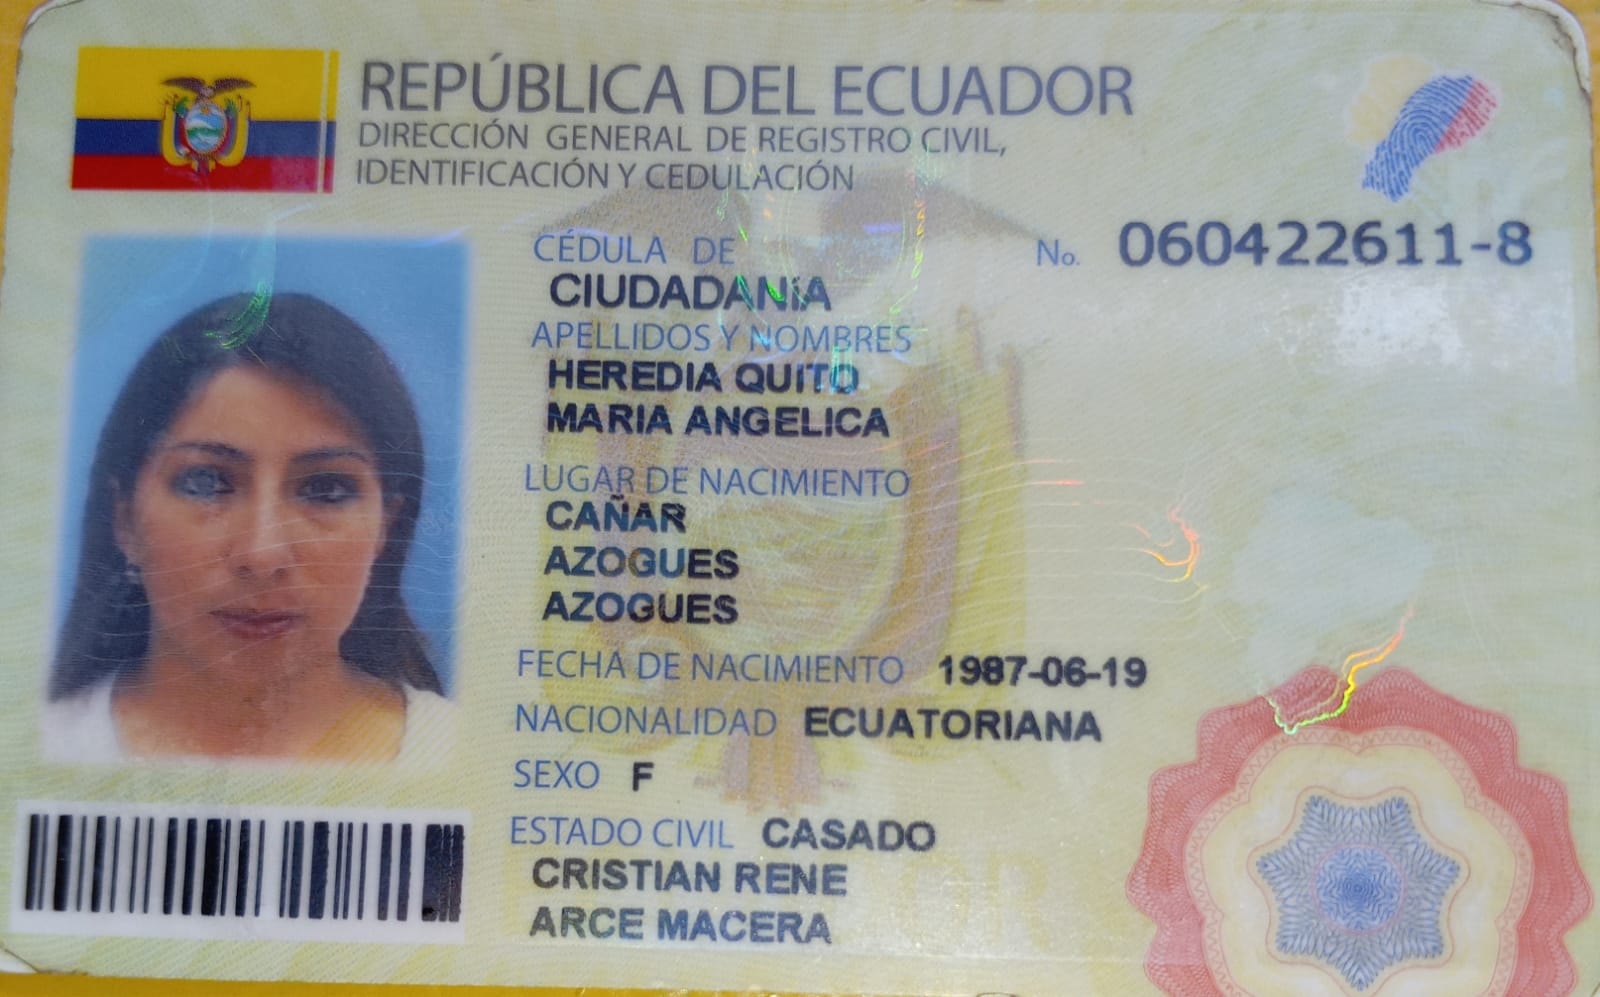 REPÚBLICA DEL ECUADOR
DIRECCIÓN GENERAL DE REGISTRO CIVIL,
IDENTIFICACIÓN Y CEDULACIÓN
CÉDULA DE No. 060422611-8
CIUDADANÍA
APELLIDOS Y NOMBRES
HEREDIA QUITO
MARIA ANGELICA
LUGAR DE NACIMIENTO
CAÑAR
AZOGUES
AZOGUES
FECHA DE NACIMIENTO 1987-06-19
NACIONALIDAD ECUATORIANA
SEXO F
ESTADO CIVIL CASADO
CRISTIAN RENE
ARCE MACERA